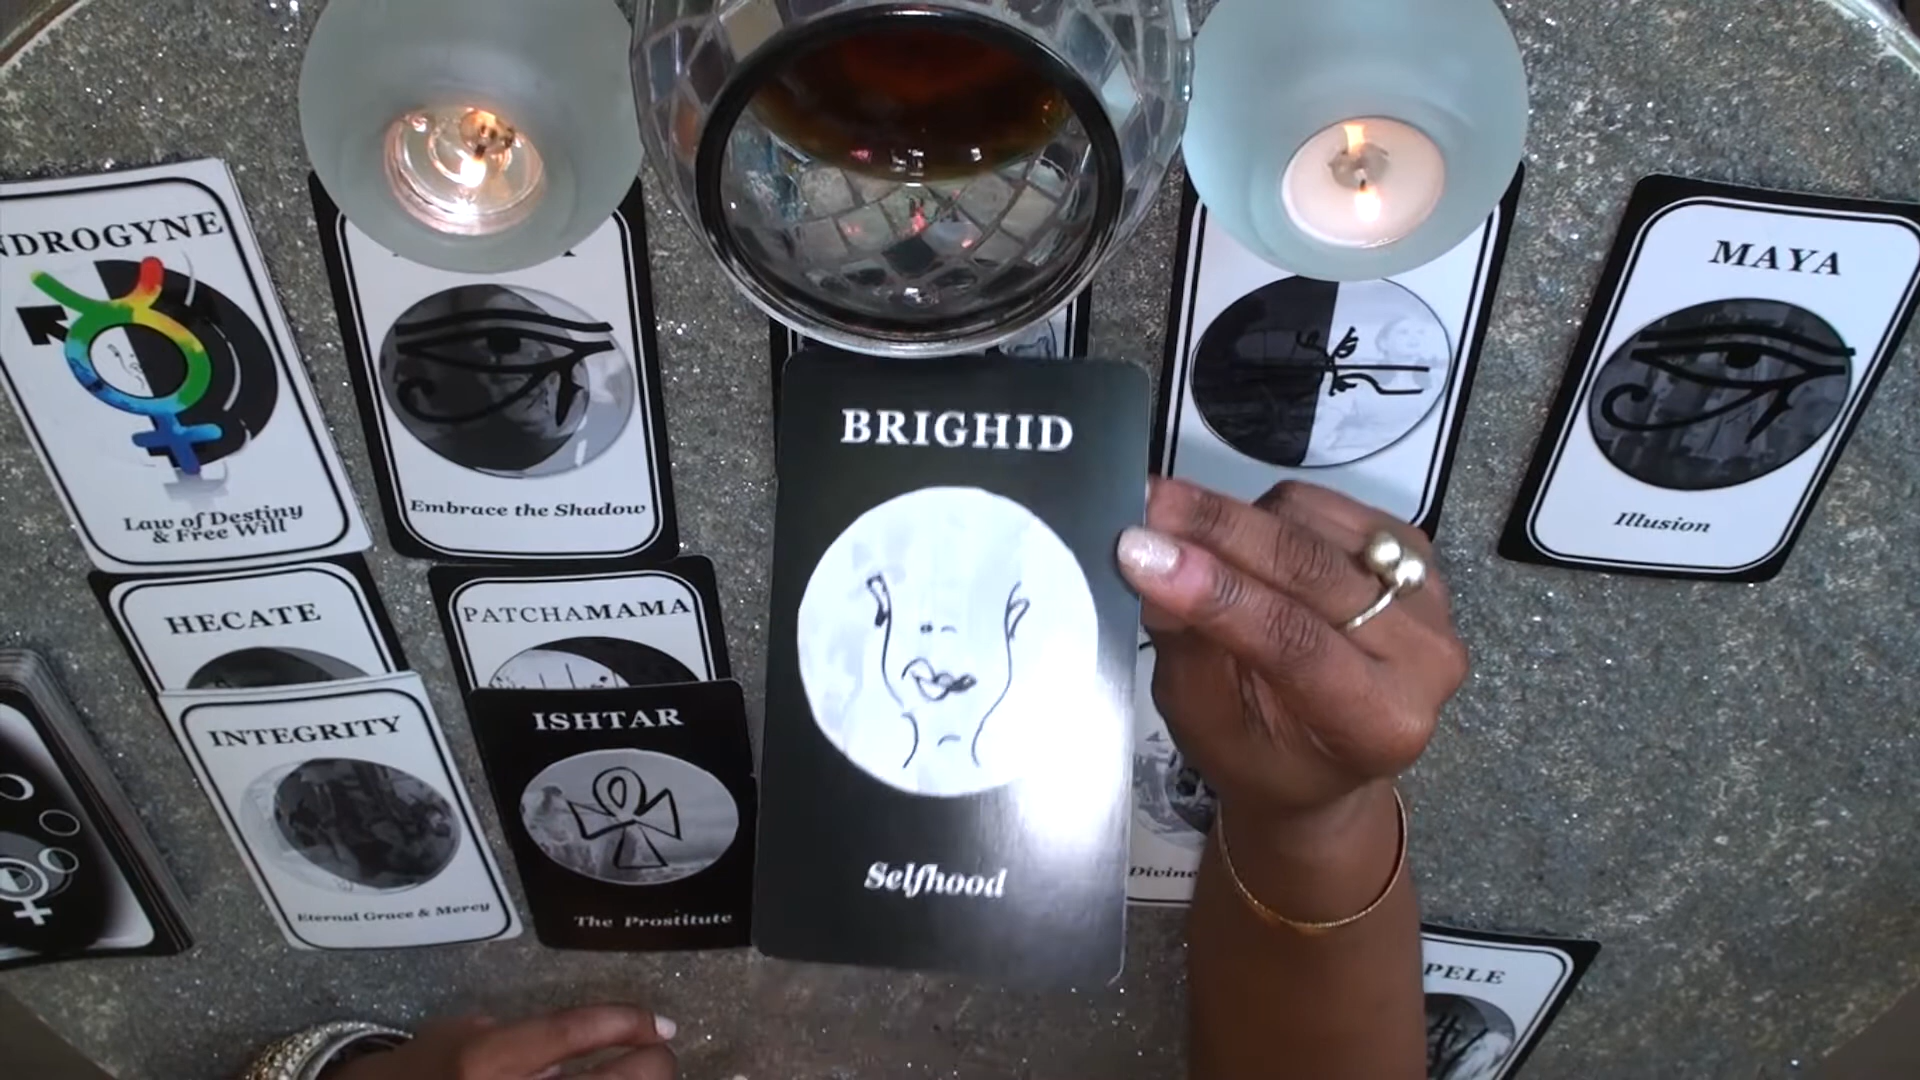 NDROGYNE
Law of Destiny
& Free Will
Embrace the Shadow
MAYA
Illusion
BRIGHID
Selfhood
HECATE
PATCHAMAMA
INTEGRITY
Eternal Grace & Mercy
ISHTAR
The Prostitute
Divine
PELE